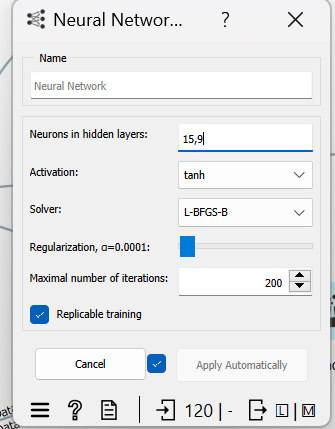 Neural Networ... ?
Name
Neural Network
Neurons in hidden layers: 15,9
Activation: tanh
Solver: L-BFGS-B
Regularization, α=0.0001:
Maximal number of iterations: 200
Replicable training
Cancel Apply Automatically
? 120 | - L | M